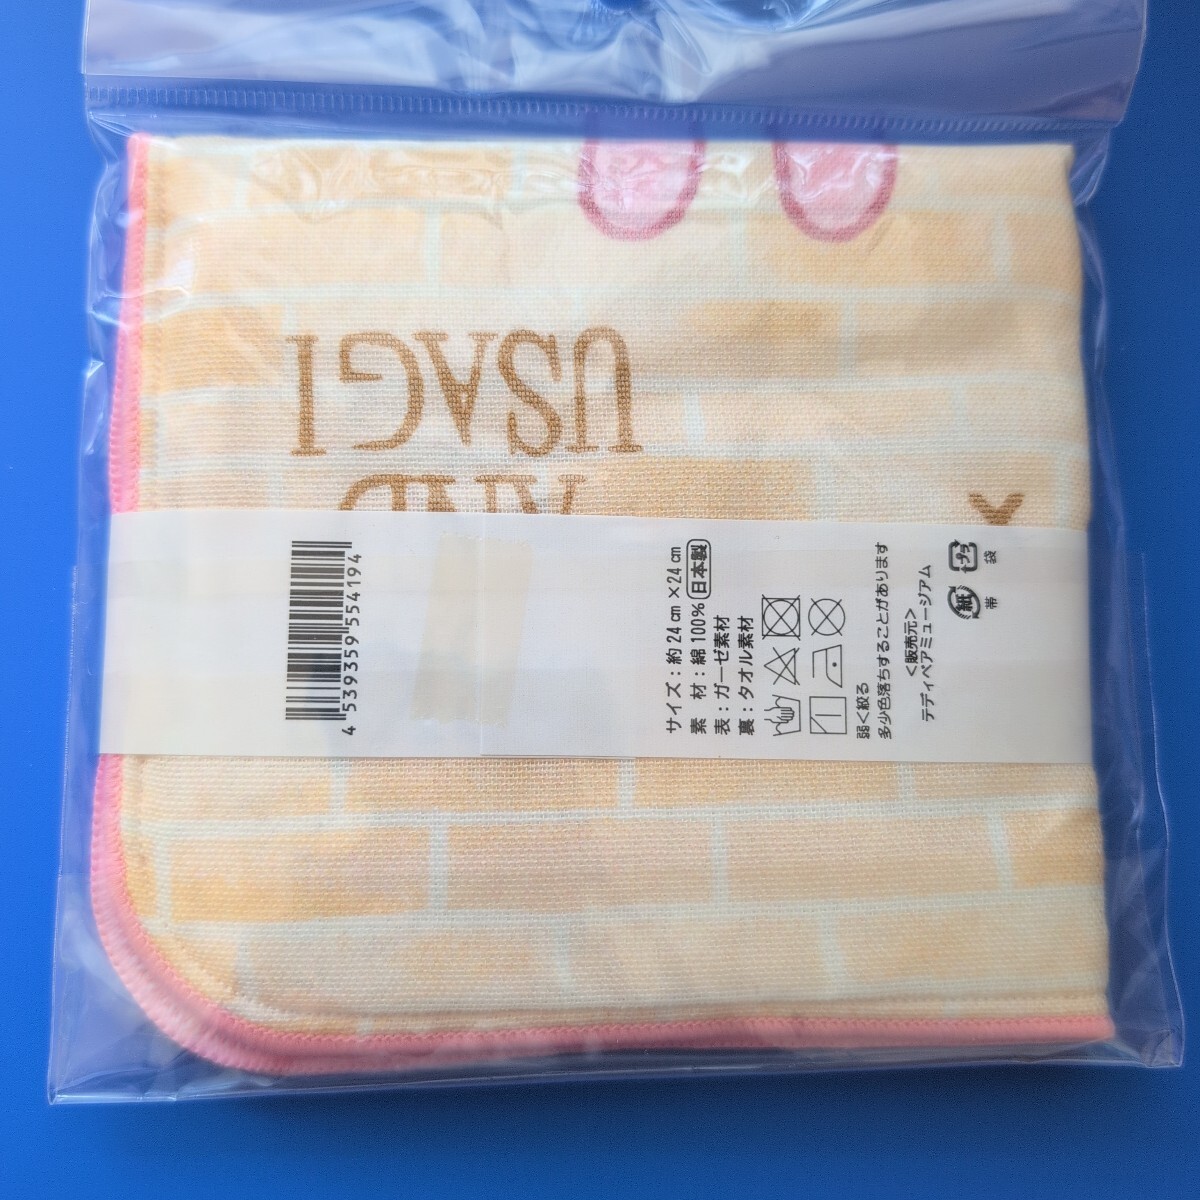 USAGI
AND
4 539359 554194
サイズ：約24cm×24cm
素 材：綿100% 日本製
表：ガーゼ素材
裏：タオル素材
弱く絞る
多少色落ちすることがあります
<販売元>
テディベアミュージアム
紙 プラ
帯 袋